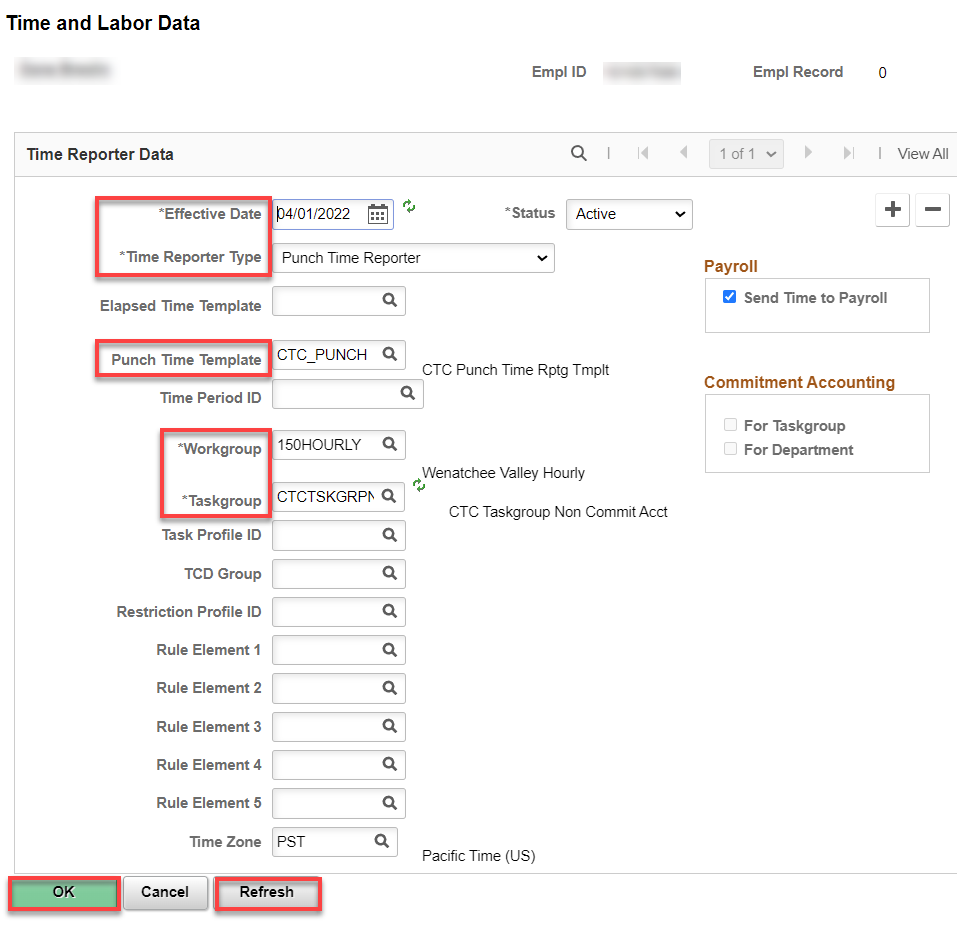 Time and Labor Data
Empl ID Empl Record 0
Time Reporter Data | 1 of 1 | View All
*Effective Date 04/01/2022 *Status Active
*Time Reporter Type Punch Time Reporter
Payroll
Send Time to Payroll
Elapsed Time Template
Punch Time Template CTC_PUNCH CTC Punch Time Rptg Tmplt
Time Period ID
Commitment Accounting
For Taskgroup
For Department
*Workgroup 150HOURLY Wenatchee Valley Hourly
*Taskgroup CTCTSKGRPN CTC Taskgroup Non Commit Acct
Task Profile ID
TCD Group
Restriction Profile ID
Rule Element 1
Rule Element 2
Rule Element 3
Rule Element 4
Rule Element 5
Time Zone PST Pacific Time (US)
OK Cancel Refresh